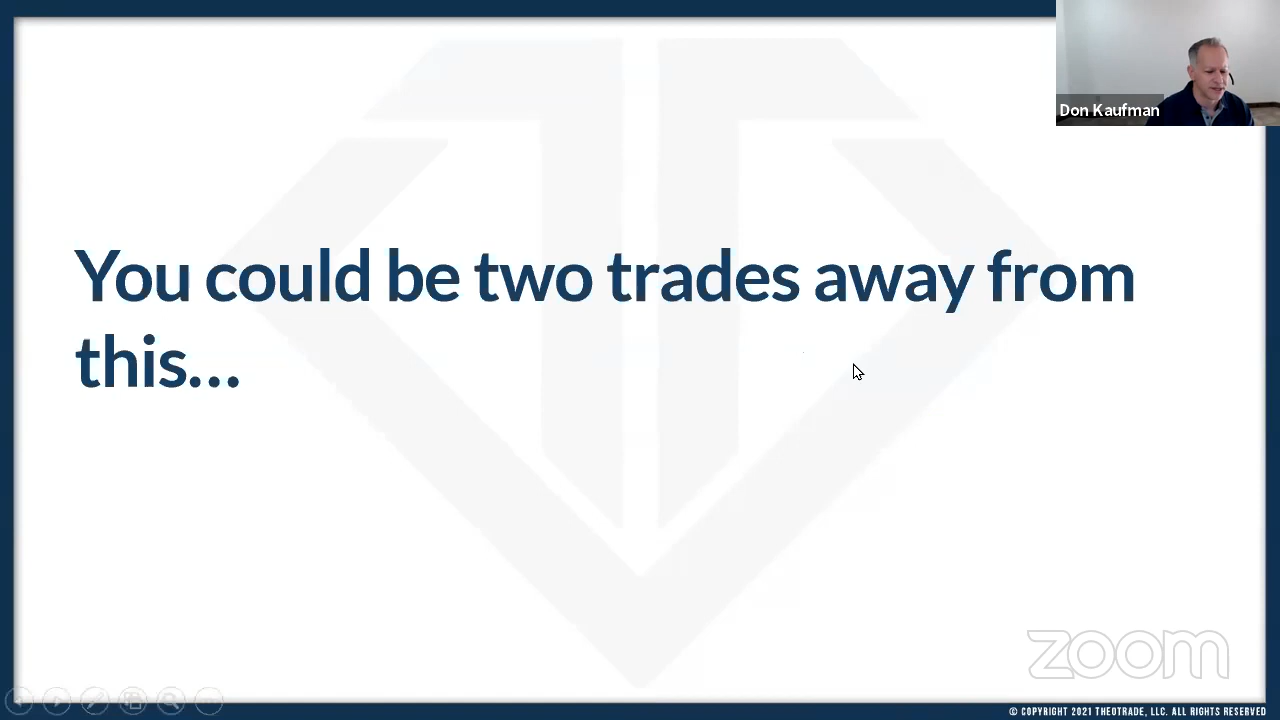 Don Kaufman
You could be two trades away from
this...
zoom
© COPYRIGHT 2021 THEOTRADE, LLC. ALL RIGHTS RESERVED